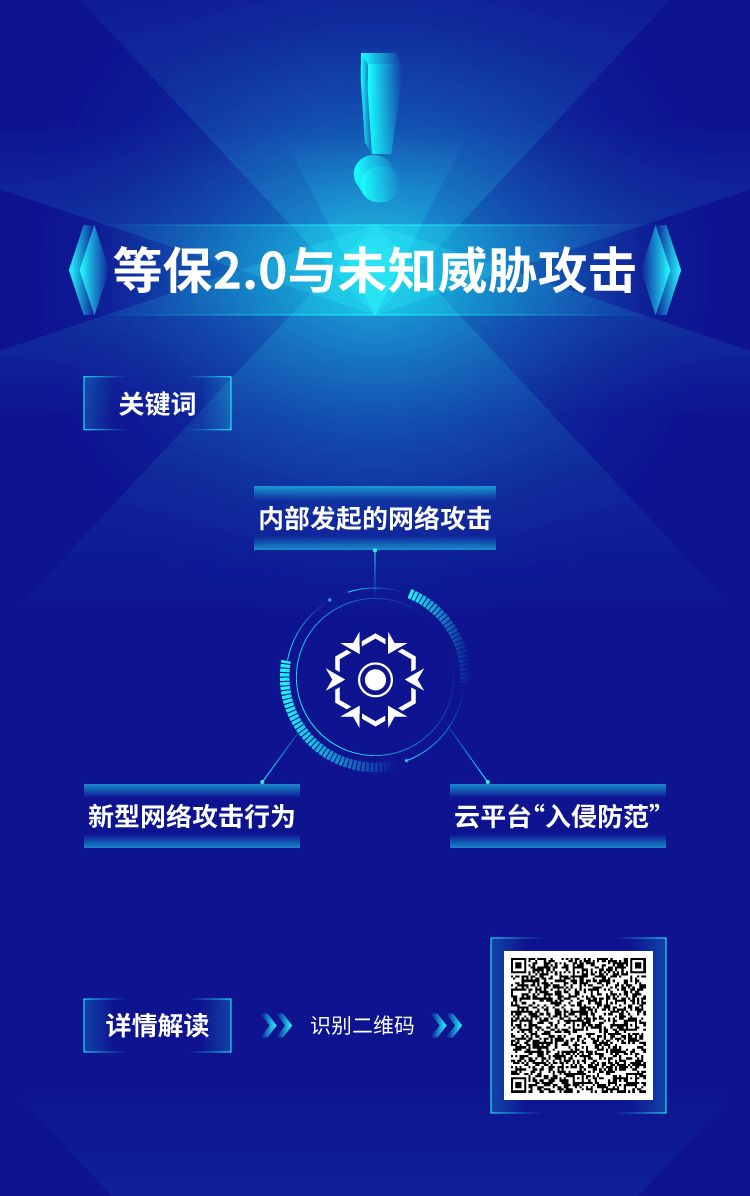 等保2.0与未知威胁攻击
关键词
内部发起的网络攻击
新型网络攻击行为
云平台“入侵防范”
详情解读
识别二维码